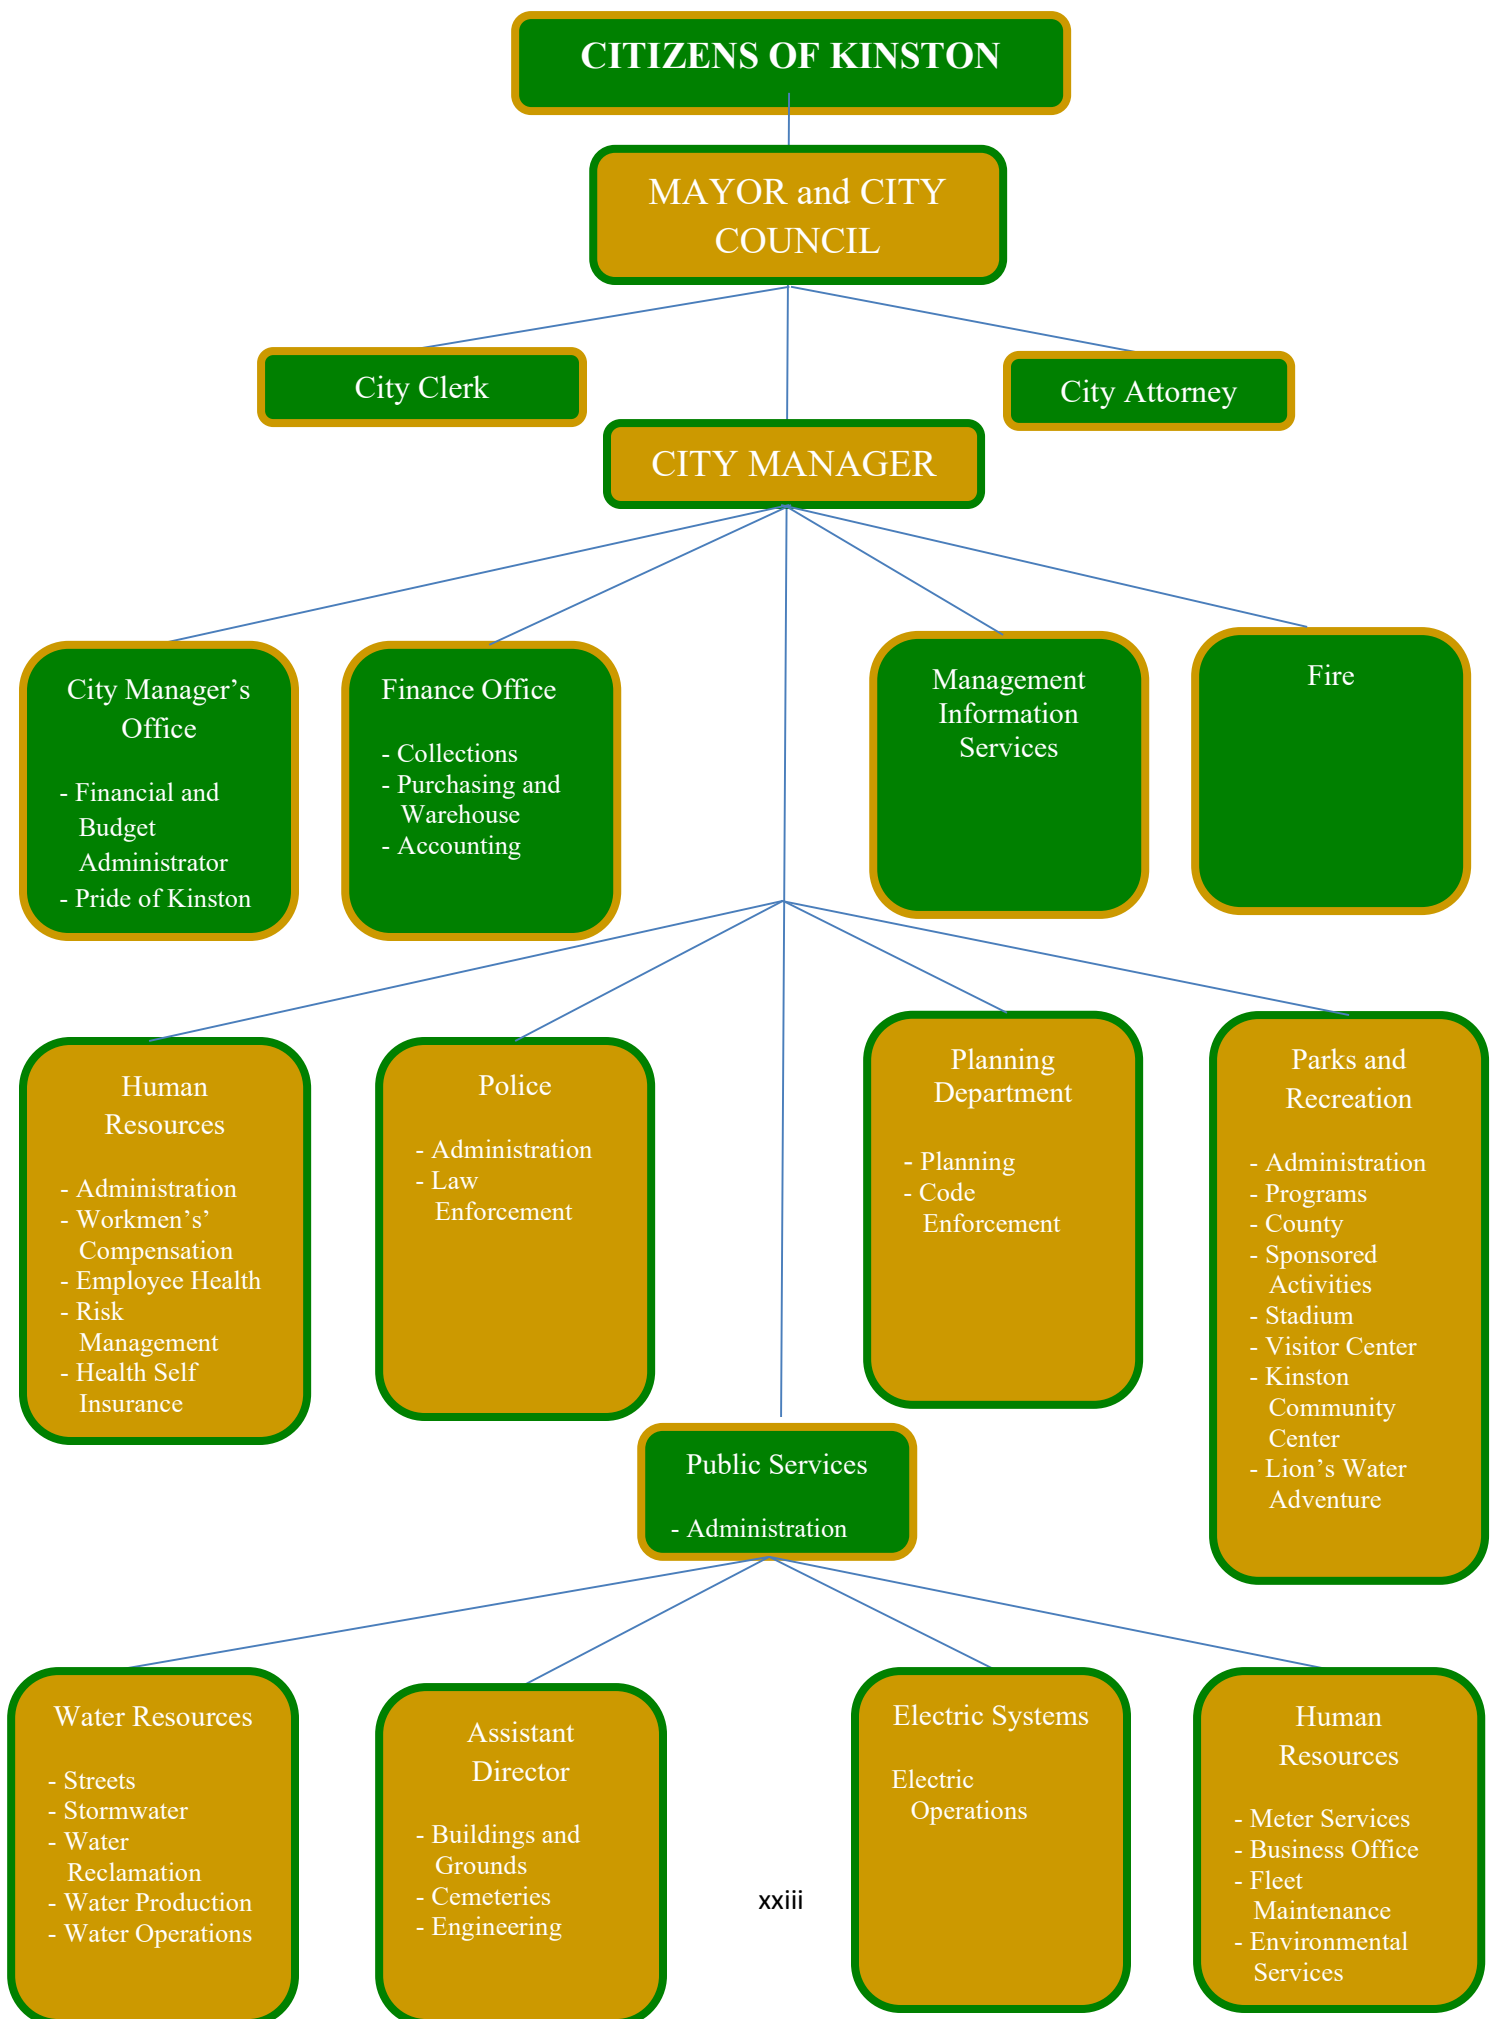 CITIZENS OF KINSTON
MAYOR and CITY
COUNCIL
City Clerk
City Attorney
CITY MANAGER
City Manager’s
Office
- Financial and
Budget
Administrator
- Pride of Kinston
Finance Office
- Collections
- Purchasing and
Warehouse
- Accounting
Management
Information
Services
Fire
Human
Resources
- Administration
- Workmen’s’
Compensation
- Employee Health
- Risk
Management
- Health Self
Insurance
Police
- Administration
- Law
Enforcement
Planning
Department
- Planning
- Code
Enforcement
Parks and
Recreation
- Administration
- Programs
- County
- Sponsored
Activities
- Stadium
- Visitor Center
- Kinston
Community
Center
- Lion’s Water
Adventure
Public Services
- Administration
Water Resources
- Streets
- Stormwater
- Water
Reclamation
- Water Production
- Water Operations
Assistant
Director
- Buildings and
Grounds
- Cemeteries
- Engineering
Electric Systems
Electric
Operations
Human
Resources
- Meter Services
- Business Office
- Fleet
Maintenance
- Environmental
Services
xxiii